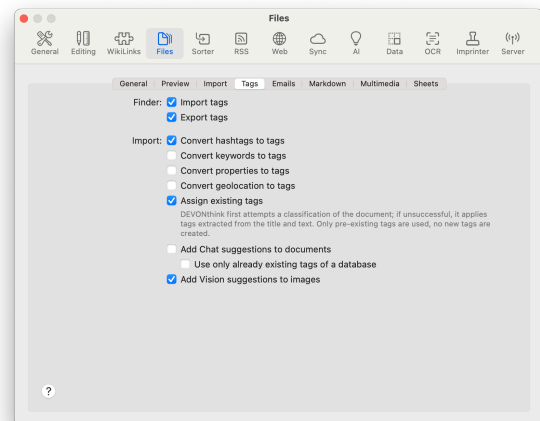 Files
General Editing WikiLinks Files Sorter RSS Web Sync AI Data OCR Imprinter Server
General Preview Import Tags Emails Markdown Multimedia Sheets
Finder: Import tags
Export tags
Import: Convert hashtags to tags
Convert keywords to tags
Convert properties to tags
Convert geolocation to tags
Assign existing tags
DEVONthink first attempts a classification of the document; if unsuccessful, it applies
tags extracted from the title and text. Only pre-existing tags are used, no new tags are
created.
Add Chat suggestions to documents
Use only already existing tags of a database
Add Vision suggestions to images
?